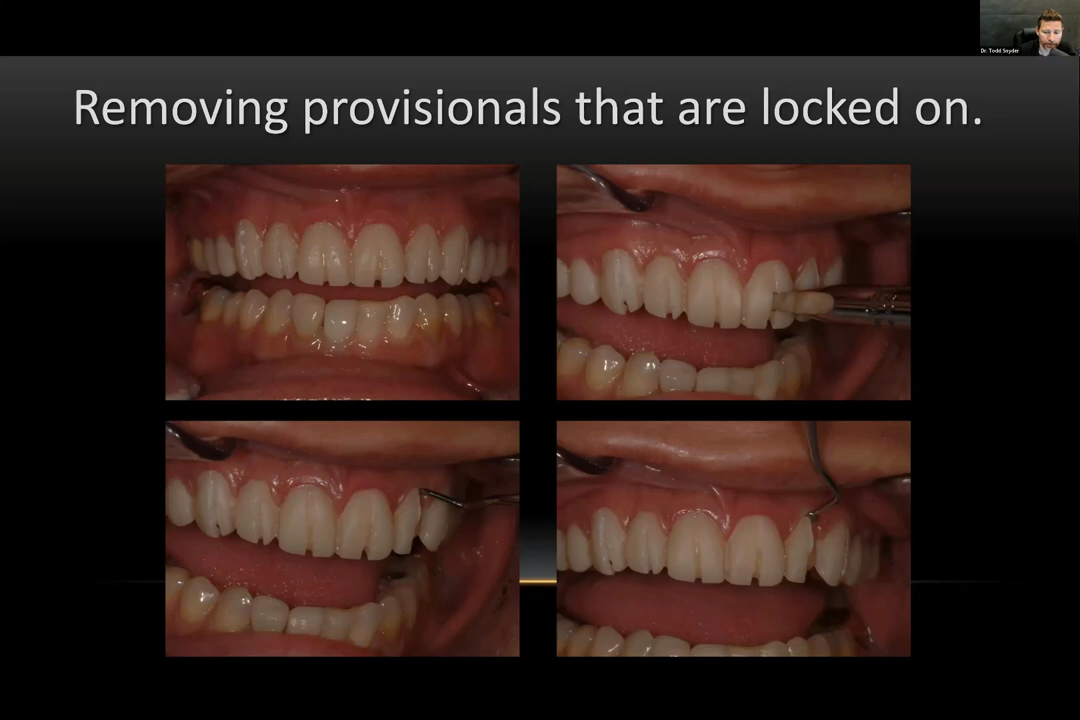 Dr. Todd Snyder
Removing provisionals that are locked on.